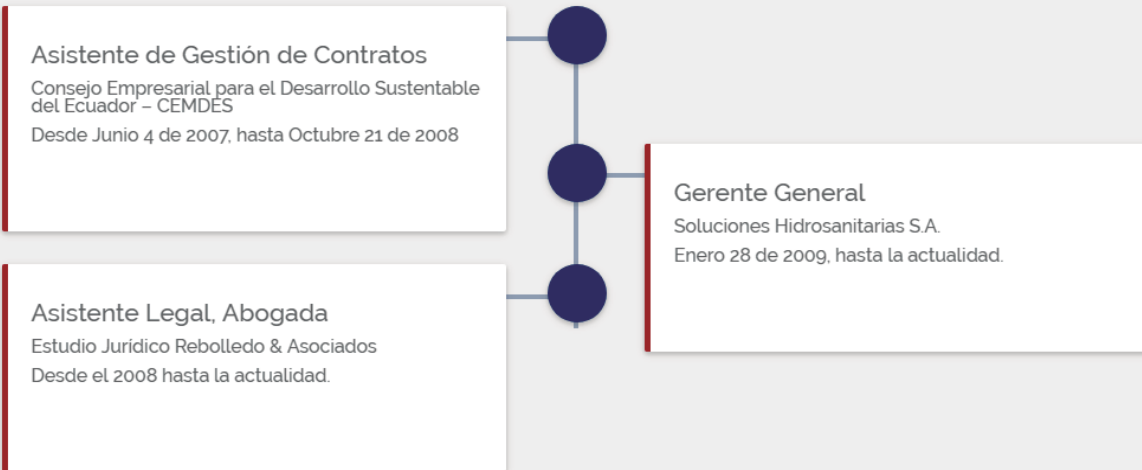 Asistente de Gestión de Contratos
Consejo Empresarial para el Desarrollo Sustentable
del Ecuador – CEMDES
Desde Junio 4 de 2007, hasta Octubre 21 de 2008
Gerente General
Soluciones Hidrosanitarias S.A.
Enero 28 de 2009, hasta la actualidad.
Asistente Legal, Abogada
Estudio Jurídico Rebolledo & Asociados
Desde el 2008 hasta la actualidad.